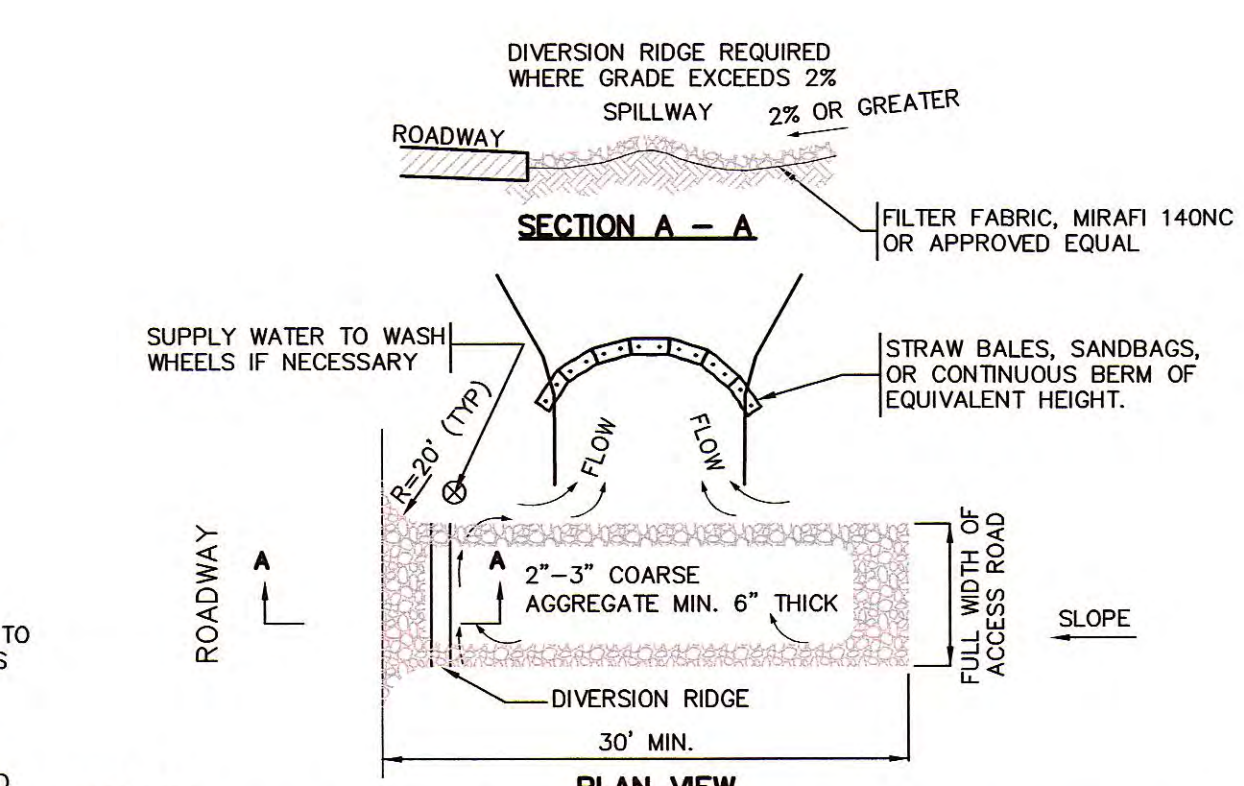 DIVERSION RIDGE REQUIRED
WHERE GRADE EXCEEDS 2%
SPILLWAY
2% OR GREATER
ROADWAY
SECTION A – A
FILTER FABRIC, MIRAFI 140NC
OR APPROVED EQUAL
SUPPLY WATER TO WASH
WHEELS IF NECESSARY
STRAW BALES, SANDBAGS,
OR CONTINUOUS BERM OF
EQUIVALENT HEIGHT.
R=20' (TYP)
FLOW
FLOW
ROADWAY
A
A
2"–3" COARSE
AGGREGATE MIN. 6" THICK
FULL WIDTH OF
ACCESS ROAD
SLOPE
TO
S
DIVERSION RIDGE
30' MIN.
PLAN VIEW